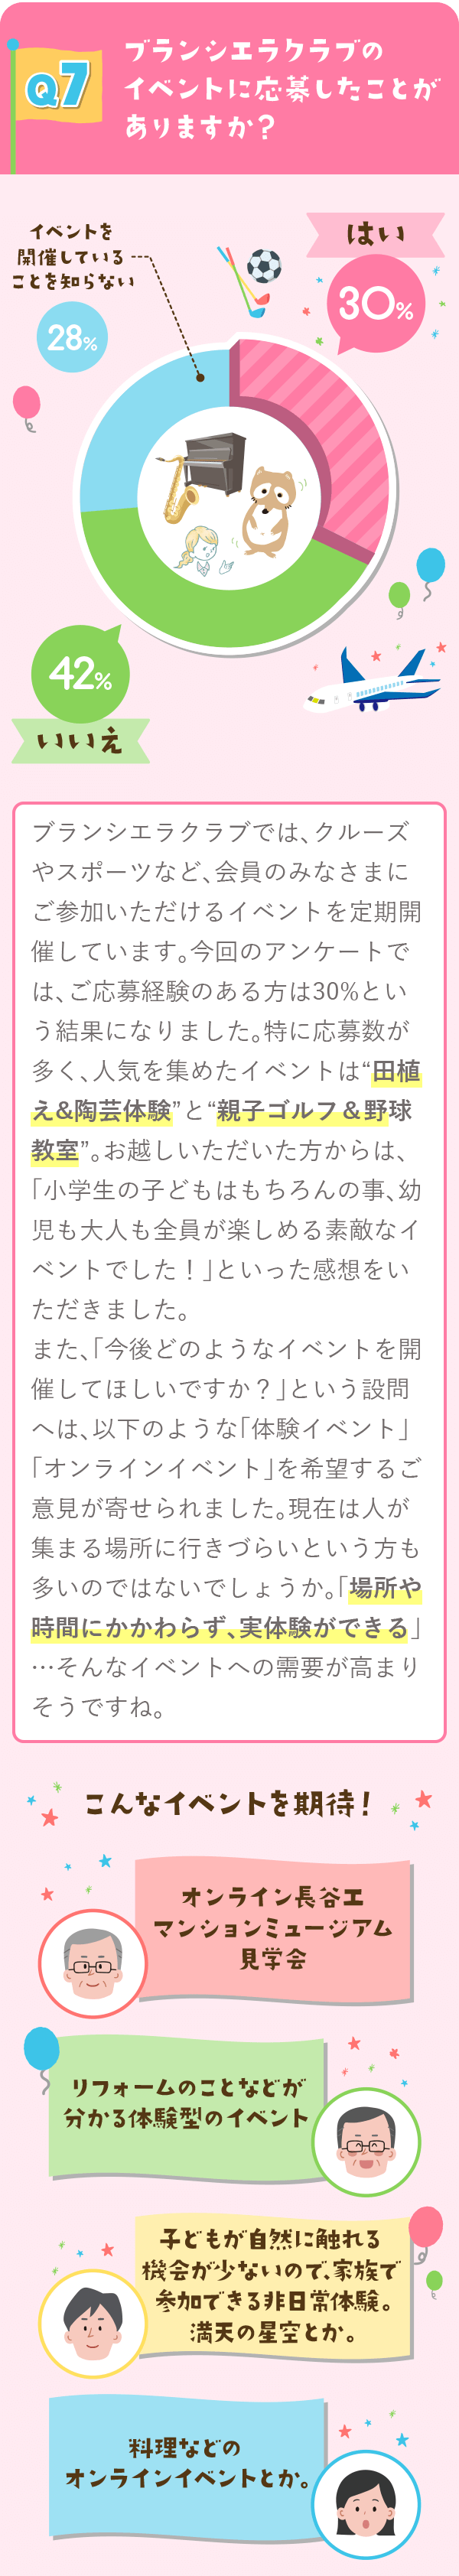 Q7
ブランシエラクラブの
イベントに応募したことが
ありますか？
イベントを
開催している
ことを知らない
28%
はい
30%
42%
いいえ
ブランシエラクラブでは、クルーズ
やスポーツなど、会員のみなさまに
ご参加いただけるイベントを定期開
催しています。今回のアンケートで
は、ご応募経験のある方は30%とい
う結果になりました。特に応募数が
多く、人気を集めたイベントは“田植
え&陶芸体験”と“親子ゴルフ＆野球
教室”。お越しいただいた方からは、
「小学生の子どもはもちろんの事、幼
児も大人も全員が楽しめる素敵なイ
ベントでした！」といった感想をい
ただきました。
また、「今後どのようなイベントを開
催してほしいですか？」という設問
へは、以下のような「体験イベント」
「オンラインイベント」を希望するご
意見が寄せられました。現在は人が
集まる場所に行きづらいという方も
多いのではないでしょうか。「場所や
時間にかかわらず、実体験ができる」
…そんなイベントへの需要が高まり
そうですね。
こんなイベントを期待！
オンライン長谷工
マンションミュージアム
見学会
リフォームのことなどが
分かる体験型のイベント
子どもが自然に触れる
機会が少ないので、家族で
参加できる非日常体験。
満天の星空とか。
料理などの
オンラインイベントとか。